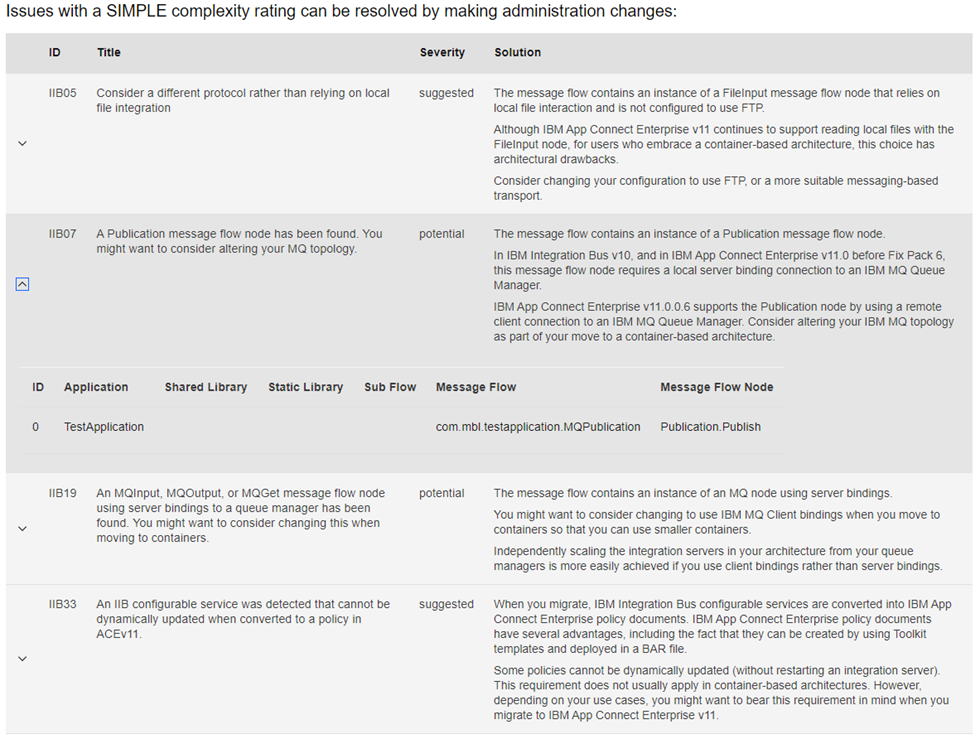 Issues with a SIMPLE complexity rating can be resolved by making administration changes:
ID Title Severity Solution
IIB05 Consider a different protocol rather than relying on local suggested The message flow contains an instance of a FileInput message flow node that relies on
file integration local file interaction and is not configured to use FTP.
Although IBM App Connect Enterprise v11 continues to support reading local files with the
FileInput node, for users who embrace a container-based architecture, this choice has
architectural drawbacks.
Consider changing your configuration to use FTP, or a more suitable messaging-based
transport.
IIB07 A Publication message flow node has been found. You potential The message flow contains an instance of a Publication message flow node.
might want to consider altering your MQ topology.
In IBM Integration Bus v10, and in IBM App Connect Enterprise v11.0 before Fix Pack 6,
this message flow node requires a local server binding connection to an IBM MQ Queue
Manager.
IBM App Connect Enterprise v11.0.0.6 supports the Publication node by using a remote
client connection to an IBM MQ Queue Manager. Consider altering your IBM MQ topology
as part of your move to a container-based architecture.
ID Application Shared Library Static Library Sub Flow Message Flow Message Flow Node
0 TestApplication com.mbl.testapplication.MQPublication Publication.Publish
IIB19 An MQInput, MQOutput, or MQGet message flow node potential The message flow contains an instance of an MQ node using server bindings.
using server bindings to a queue manager has been
found. You might want to consider changing this when
moving to containers.
You might want to consider changing to use IBM MQ Client bindings when you move to
containers so that you can use smaller containers.
Independently scaling the integration servers in your architecture from your queue
managers is more easily achieved if you use client bindings rather than server bindings.
IIB33 An IIB configurable service was detected that cannot be suggested When you migrate, IBM Integration Bus configurable services are converted into IBM App
dynamically updated when converted to a policy in Connect Enterprise policy documents. IBM App Connect Enterprise policy documents
ACEv11. have several advantages, including the fact that they can be created by using Toolkit
templates and deployed in a BAR file.
Some policies cannot be dynamically updated (without restarting an integration server).
This requirement does not usually apply in container-based architectures. However,
depending on your use cases, you might want to bear this requirement in mind when you
migrate to IBM App Connect Enterprise v11.